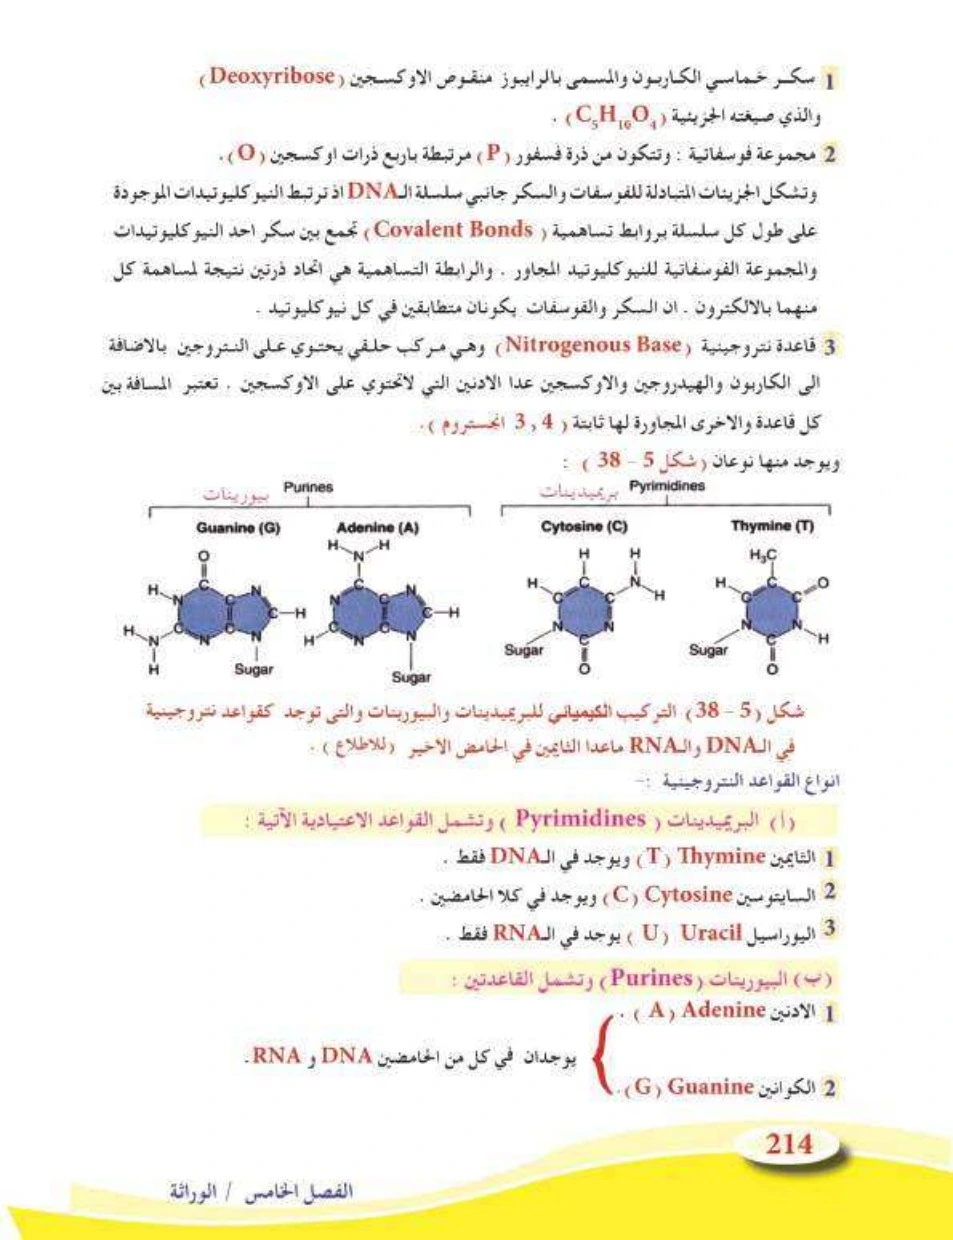 1 سكر خماسي الكاربون والمسمى بالرايبوز منقوص الاوكسجين (Deoxyribose)
والذي صيغته الجزيئية (C5H10O4) .
2 مجموعة فوسفاتية : وتتكون من ذرة فسفور (P) مرتبطة باربع ذرات اوكسجين (O) .
وتشكل الجزيئات المتبادلة للفوسفات والسكر جانبي سلسلة الـDNA اذ ترتبط النيوكليوتيدات الموجودة
على طول كل سلسلة بروابط تساهمية (Covalent Bonds) تجمع بين سكر احد النيوكليوتيدات
والمجموعة الفوسفاتية للنيوكليوتيد المجاور . والرابطة التساهمية هي اتحاد ذرتين نتيجة لمساهمة كل
منهما بالالكترون . ان السكر والفوسفات يكونان متطابقين في كل نيوكليوتيد .
3 قاعدة نتروجينية (Nitrogenous Base) وهي مركب حلقي يحتوي على النتروجين بالاضافة
الى الكاربون والهيدروجين والاوكسجين عدا الادنين التي لاتحتوي على الاوكسجين . تعتبر المسافة بين
كل قاعدة والاخرى المجاورة لها ثابتة (3,4 انجستروم) .
ويوجد منها نوعان (شكل 5 - 38) :
بيورينات Purines
بريميدينات Pyrimidines
Guanine (G) Adenine (A) Cytosine (C) Thymine (T)
O H H N H H H3C
H C N N C H N H
Sugar Sugar Sugar Sugar
شكل (5 - 38) التركيب الكيميائي للبريميدينات والبيورينات والتي توجد كقواعد نتروجينية
في الـDNA والـRNA ماعدا الثايمين في الحامض الاخير (للاطلاع) .
انواع القواعد النتروجينية :-
(أ) البريميدينات (Pyrimidines) وتشمل القواعد الاعتيادية الآتية :
1 الثايمين Thymine (T) ويوجد في الـDNA فقط .
2 السايتوسين Cytosine (C) ويوجد في كلا الحامضين .
3 اليوراسيل Uracil (U) يوجد في الـRNA فقط .
(ب) البيورينات (Purines) وتشمل القاعدتين :
1 الادنين Adenine (A) .
يوجدان في كل من الحامضين DNA و RNA .
2 الكوانين Guanine (G) .
214
الفصل الخامس / الوراثة